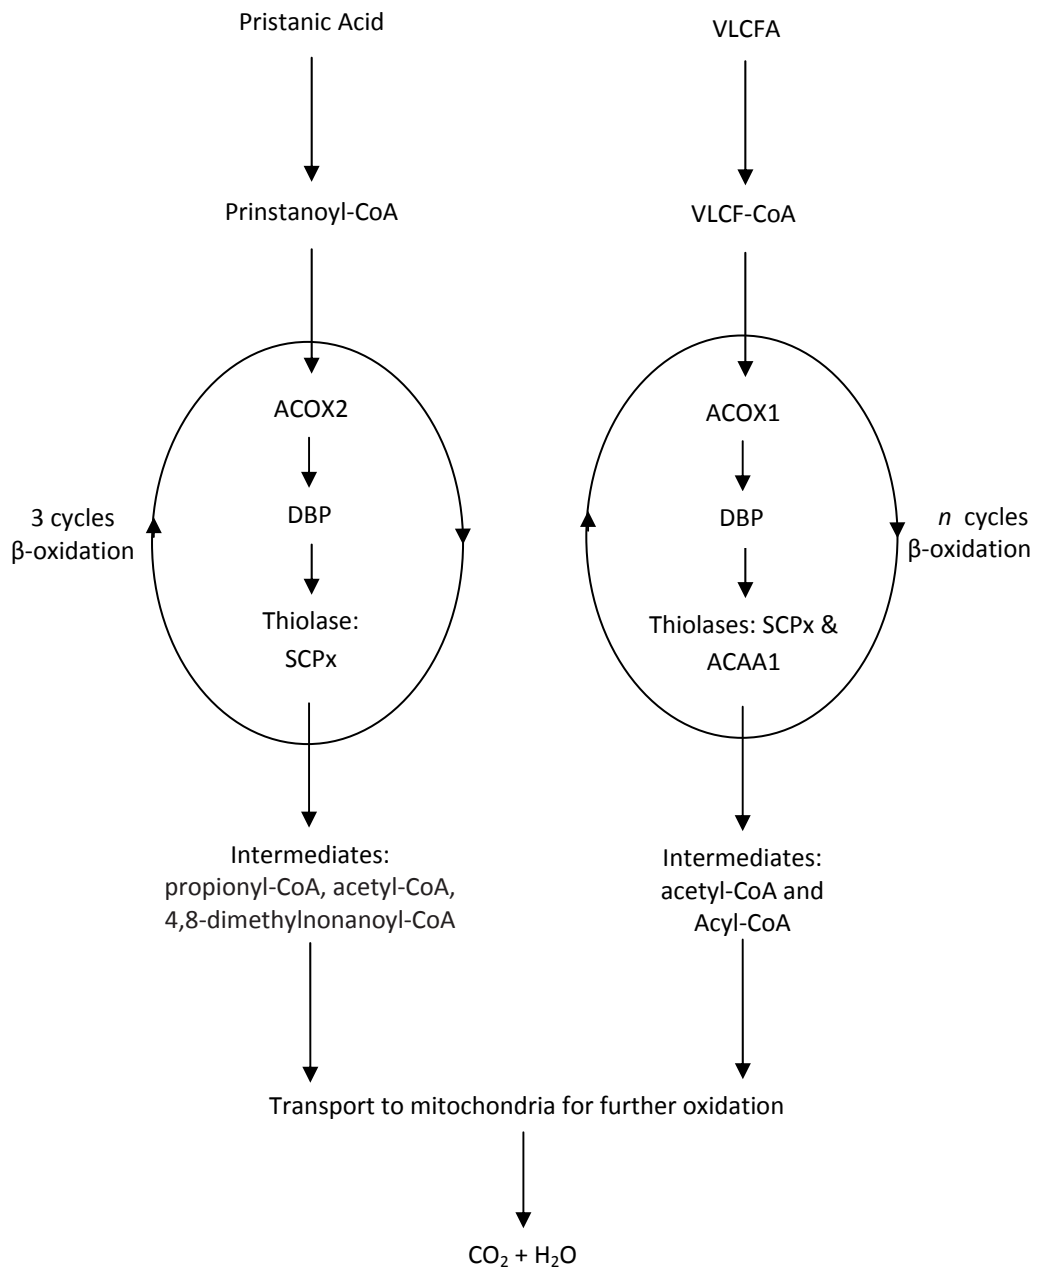 Pristanic Acid
Prinstanoyl-CoA
ACOX2
DBP
Thiolase:
SCPx
3 cycles
β-oxidation
Intermediates:
propionyl-CoA, acetyl-CoA,
4,8-dimethylnonanoyl-CoA
VLCFA
VLCF-CoA
ACOX1
DBP
Thiolases: SCPx &
ACAA1
n cycles
β-oxidation
Intermediates:
acetyl-CoA and
Acyl-CoA
Transport to mitochondria for further oxidation
CO₂ + H₂O